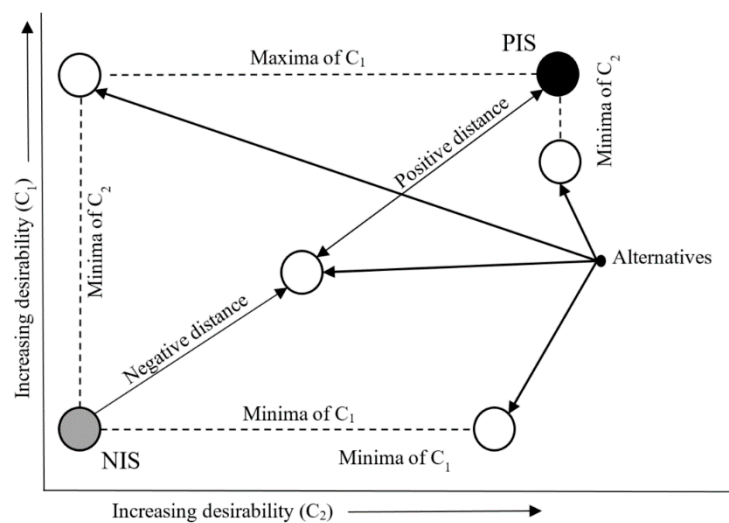 PIS
Maxima of C₁
Minima of C₂
Positive distance
Increasing desirability (C₁)
Minima of C₂
Alternatives
Negative distance
Minima of C₁
NIS
Minima of C₁
Increasing desirability (C₂)